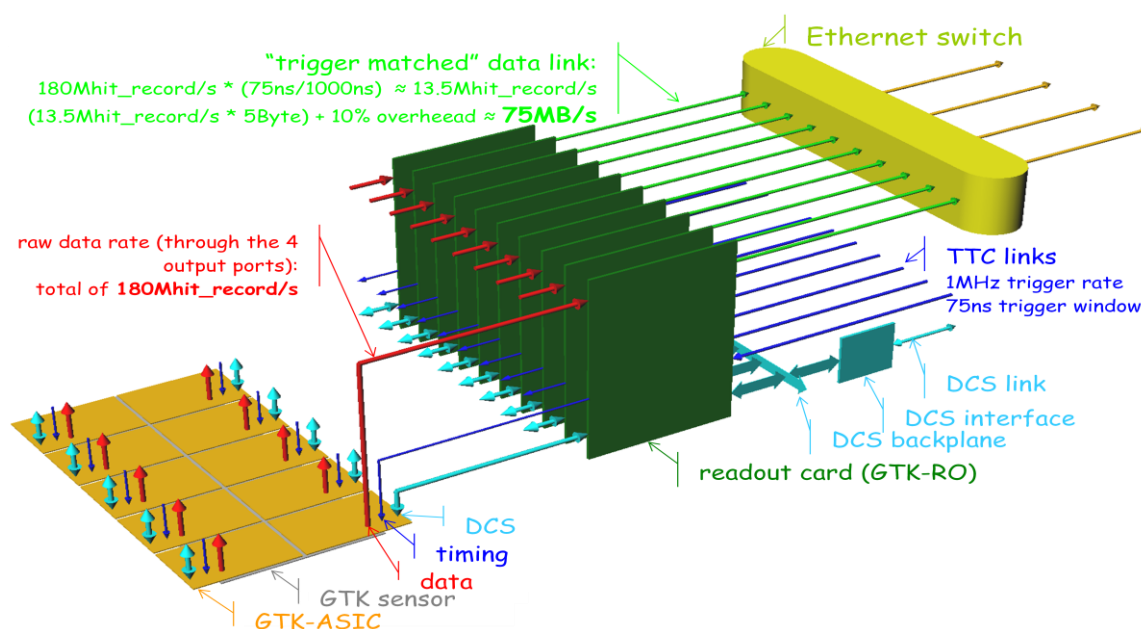 Ethernet switch
“trigger matched” data link:
180Mhit_record/s * (75ns/1000ns) ≈ 13.5Mhit_record/s
(13.5Mhit_record/s * 5Byte) + 10% overheead ≈ 75MB/s
raw data rate (through the 4
output ports):
total of 180Mhit_record/s
TTC links
1MHz trigger rate
75ns trigger window
DCS link
DCS interface
DCS backplane
readout card (GTK-RO)
DCS
timing
data
GTK sensor
GTK-ASIC